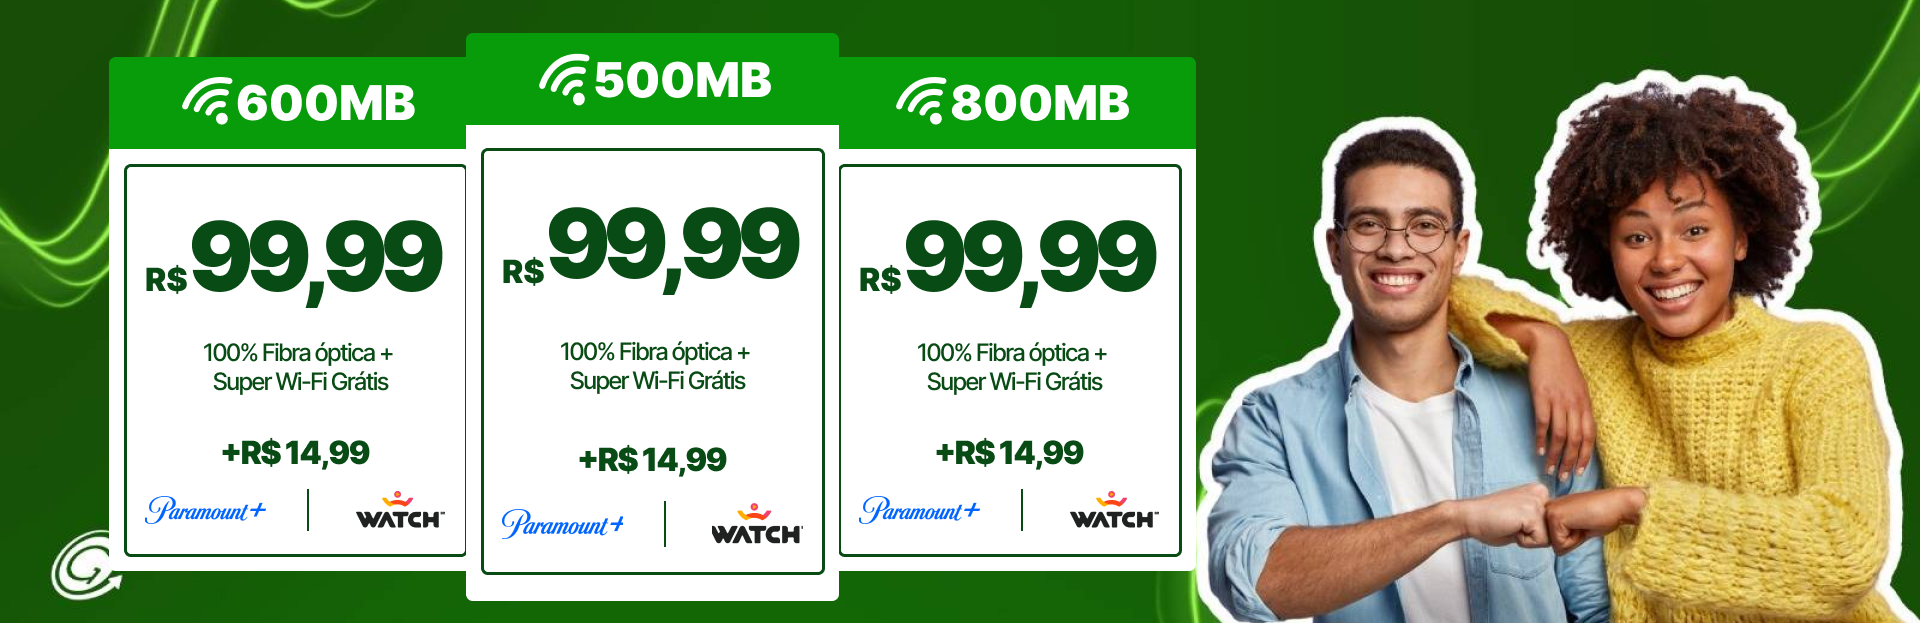 600MB
R$ 99,99
100% Fibra óptica +
Super Wi-Fi Grátis
+R$ 14,99
Paramount+
WATCH
500MB
R$ 99,99
100% Fibra óptica +
Super Wi-Fi Grátis
+R$ 14,99
Paramount+
WATCH
800MB
R$ 99,99
100% Fibra óptica +
Super Wi-Fi Grátis
+R$ 14,99
Paramount+
WATCH